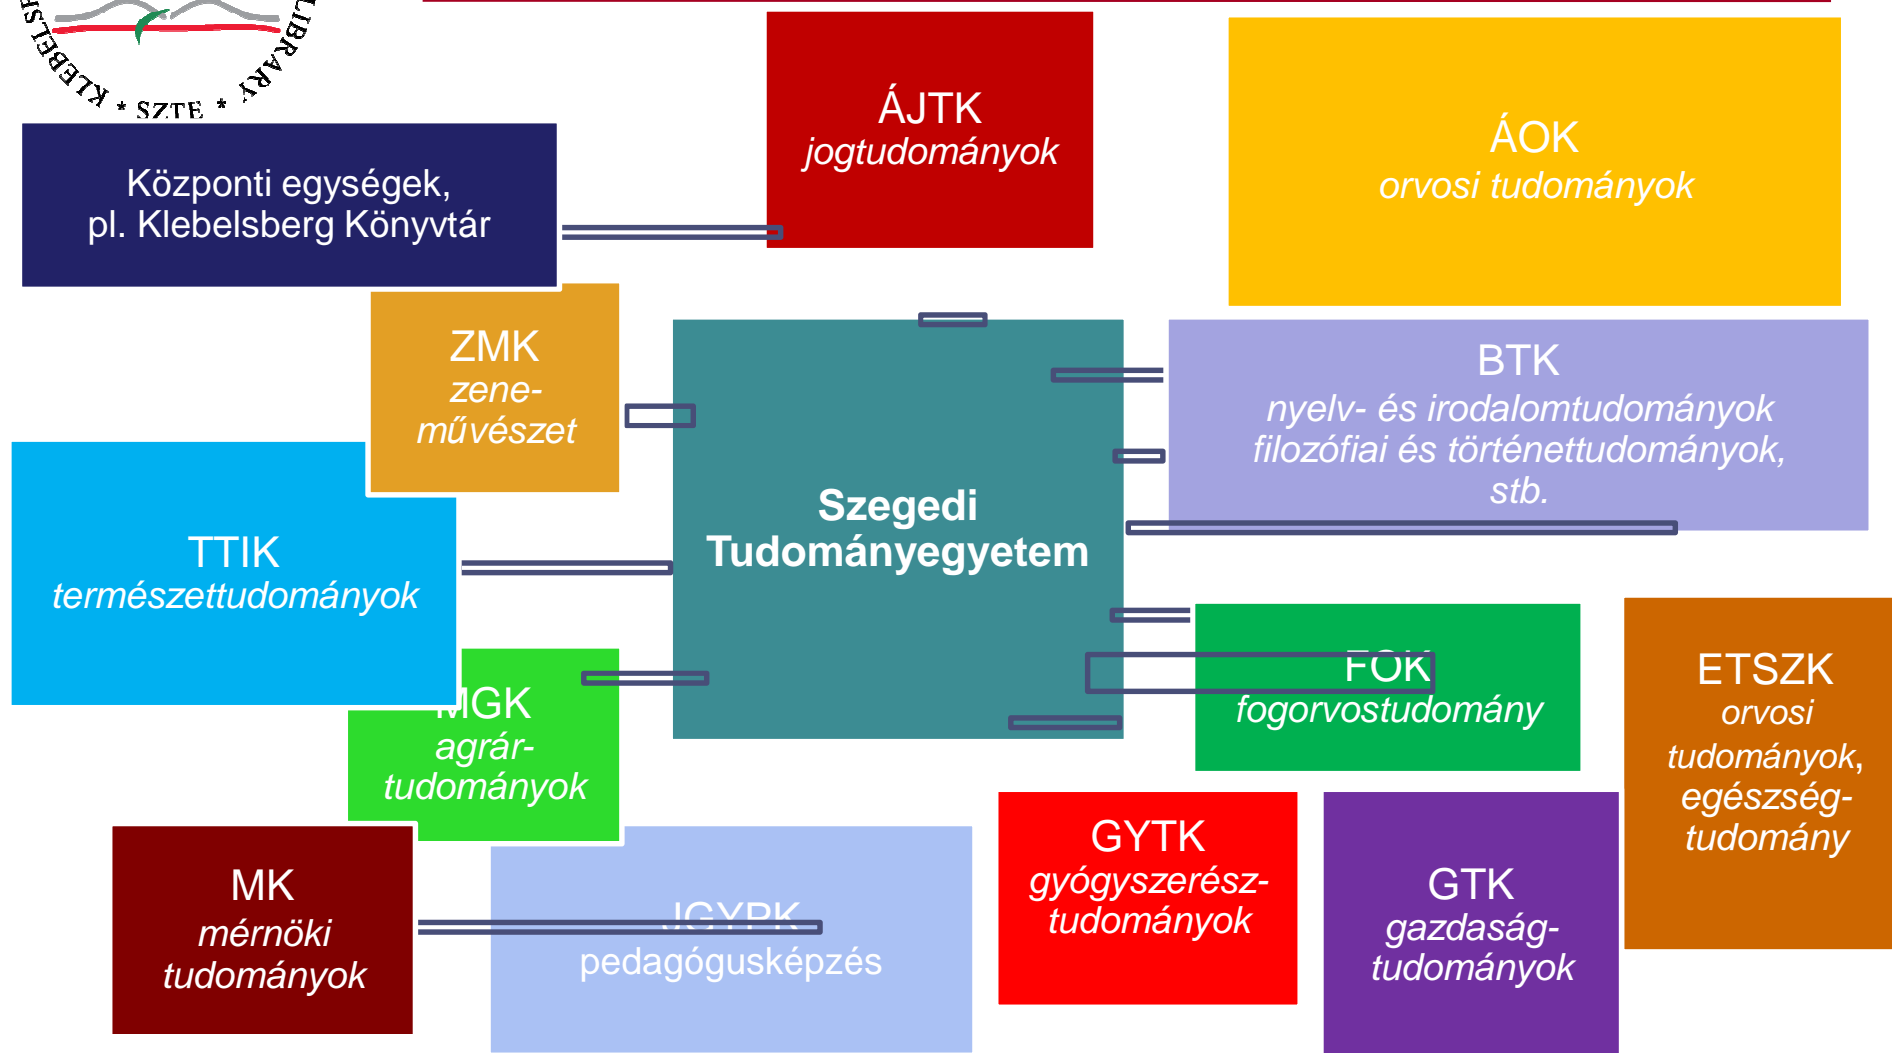 LIBRARY
* SZTE *
ÁJTK
jogtudományok
ÁOK
orvosi tudományok
Központi egységek,
pl. Klebelsberg Könyvtár
ZMK
zene-
művészet
BTK
nyelv- és irodalomtudományok
filozófiai és történettudományok,
stb.
Szegedi
Tudományegyetem
TTIK
természettudományok
MGK
agrár-
tudományok
FOK
fogorvostudomány
ETSZK
orvosi
tudományok,
egészség-
tudomány
MK
mérnöki
tudományok
JGYPK
pedagógusképzés
GYTK
gyógyszerész-
tudományok
GTK
gazdaság-
tudományok